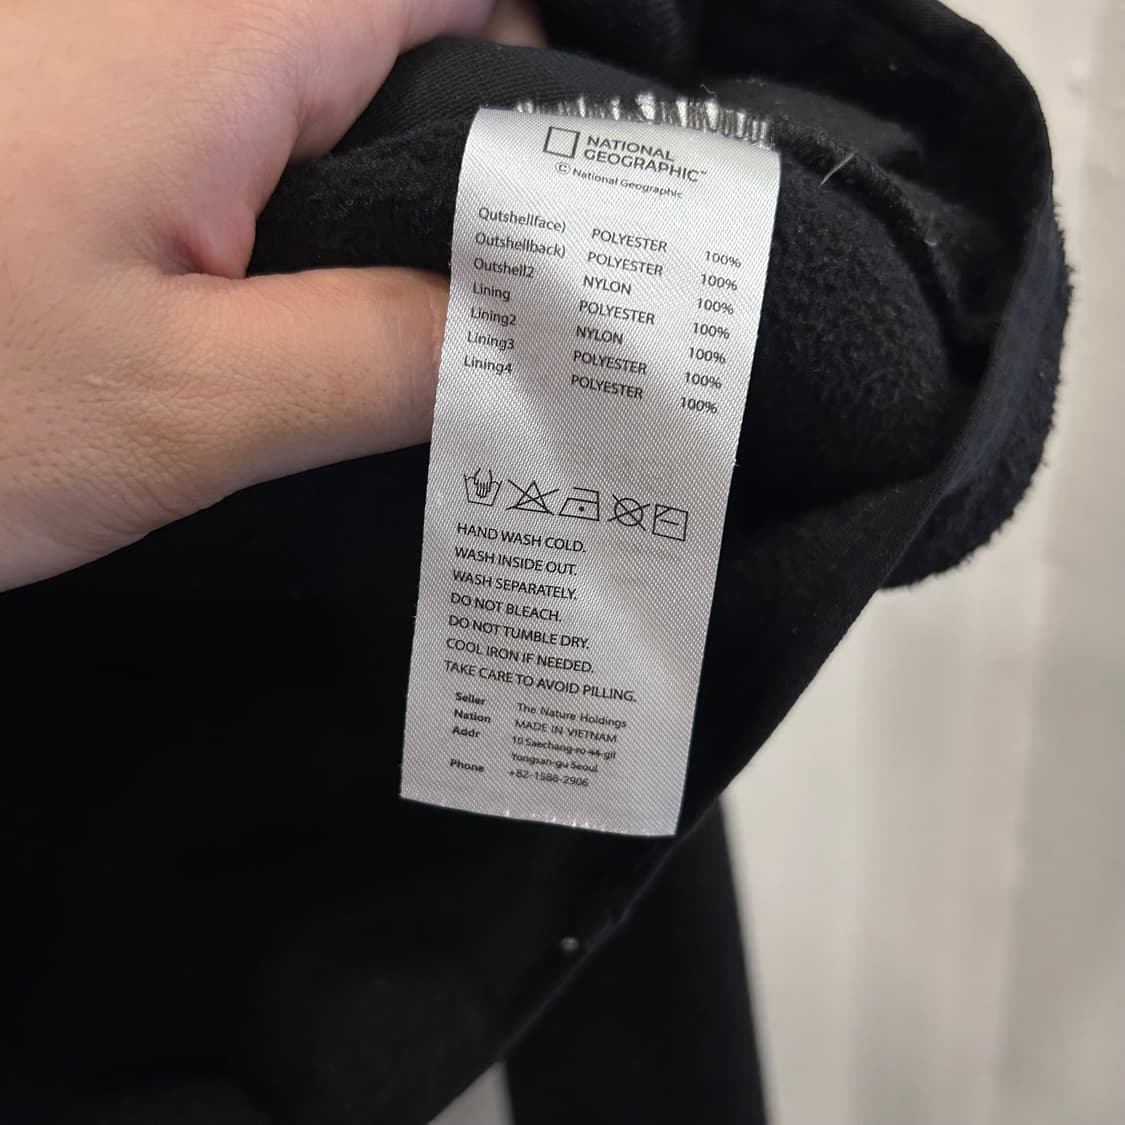 NATIONAL
GEOGRAPHIC™
© National Geographic
Outshellface) POLYESTER 100%
Outshellback) POLYESTER 100%
Outshell2 NYLON 100%
Lining POLYESTER 100%
Lining2 NYLON 100%
Lining3 POLYESTER 100%
Lining4 POLYESTER 100%
HAND WASH COLD.
WASH INSIDE OUT.
WASH SEPARATELY.
DO NOT BLEACH.
DO NOT TUMBLE DRY.
COOL IRON IF NEEDED.
TAKE CARE TO AVOID PILLING.
Seller The Nature Holdings
Nation MADE IN VIETNAM
Addr 10 Saechang-ro 44-gil
Yongsan-gu Seoul
Phone +82-1588-2906